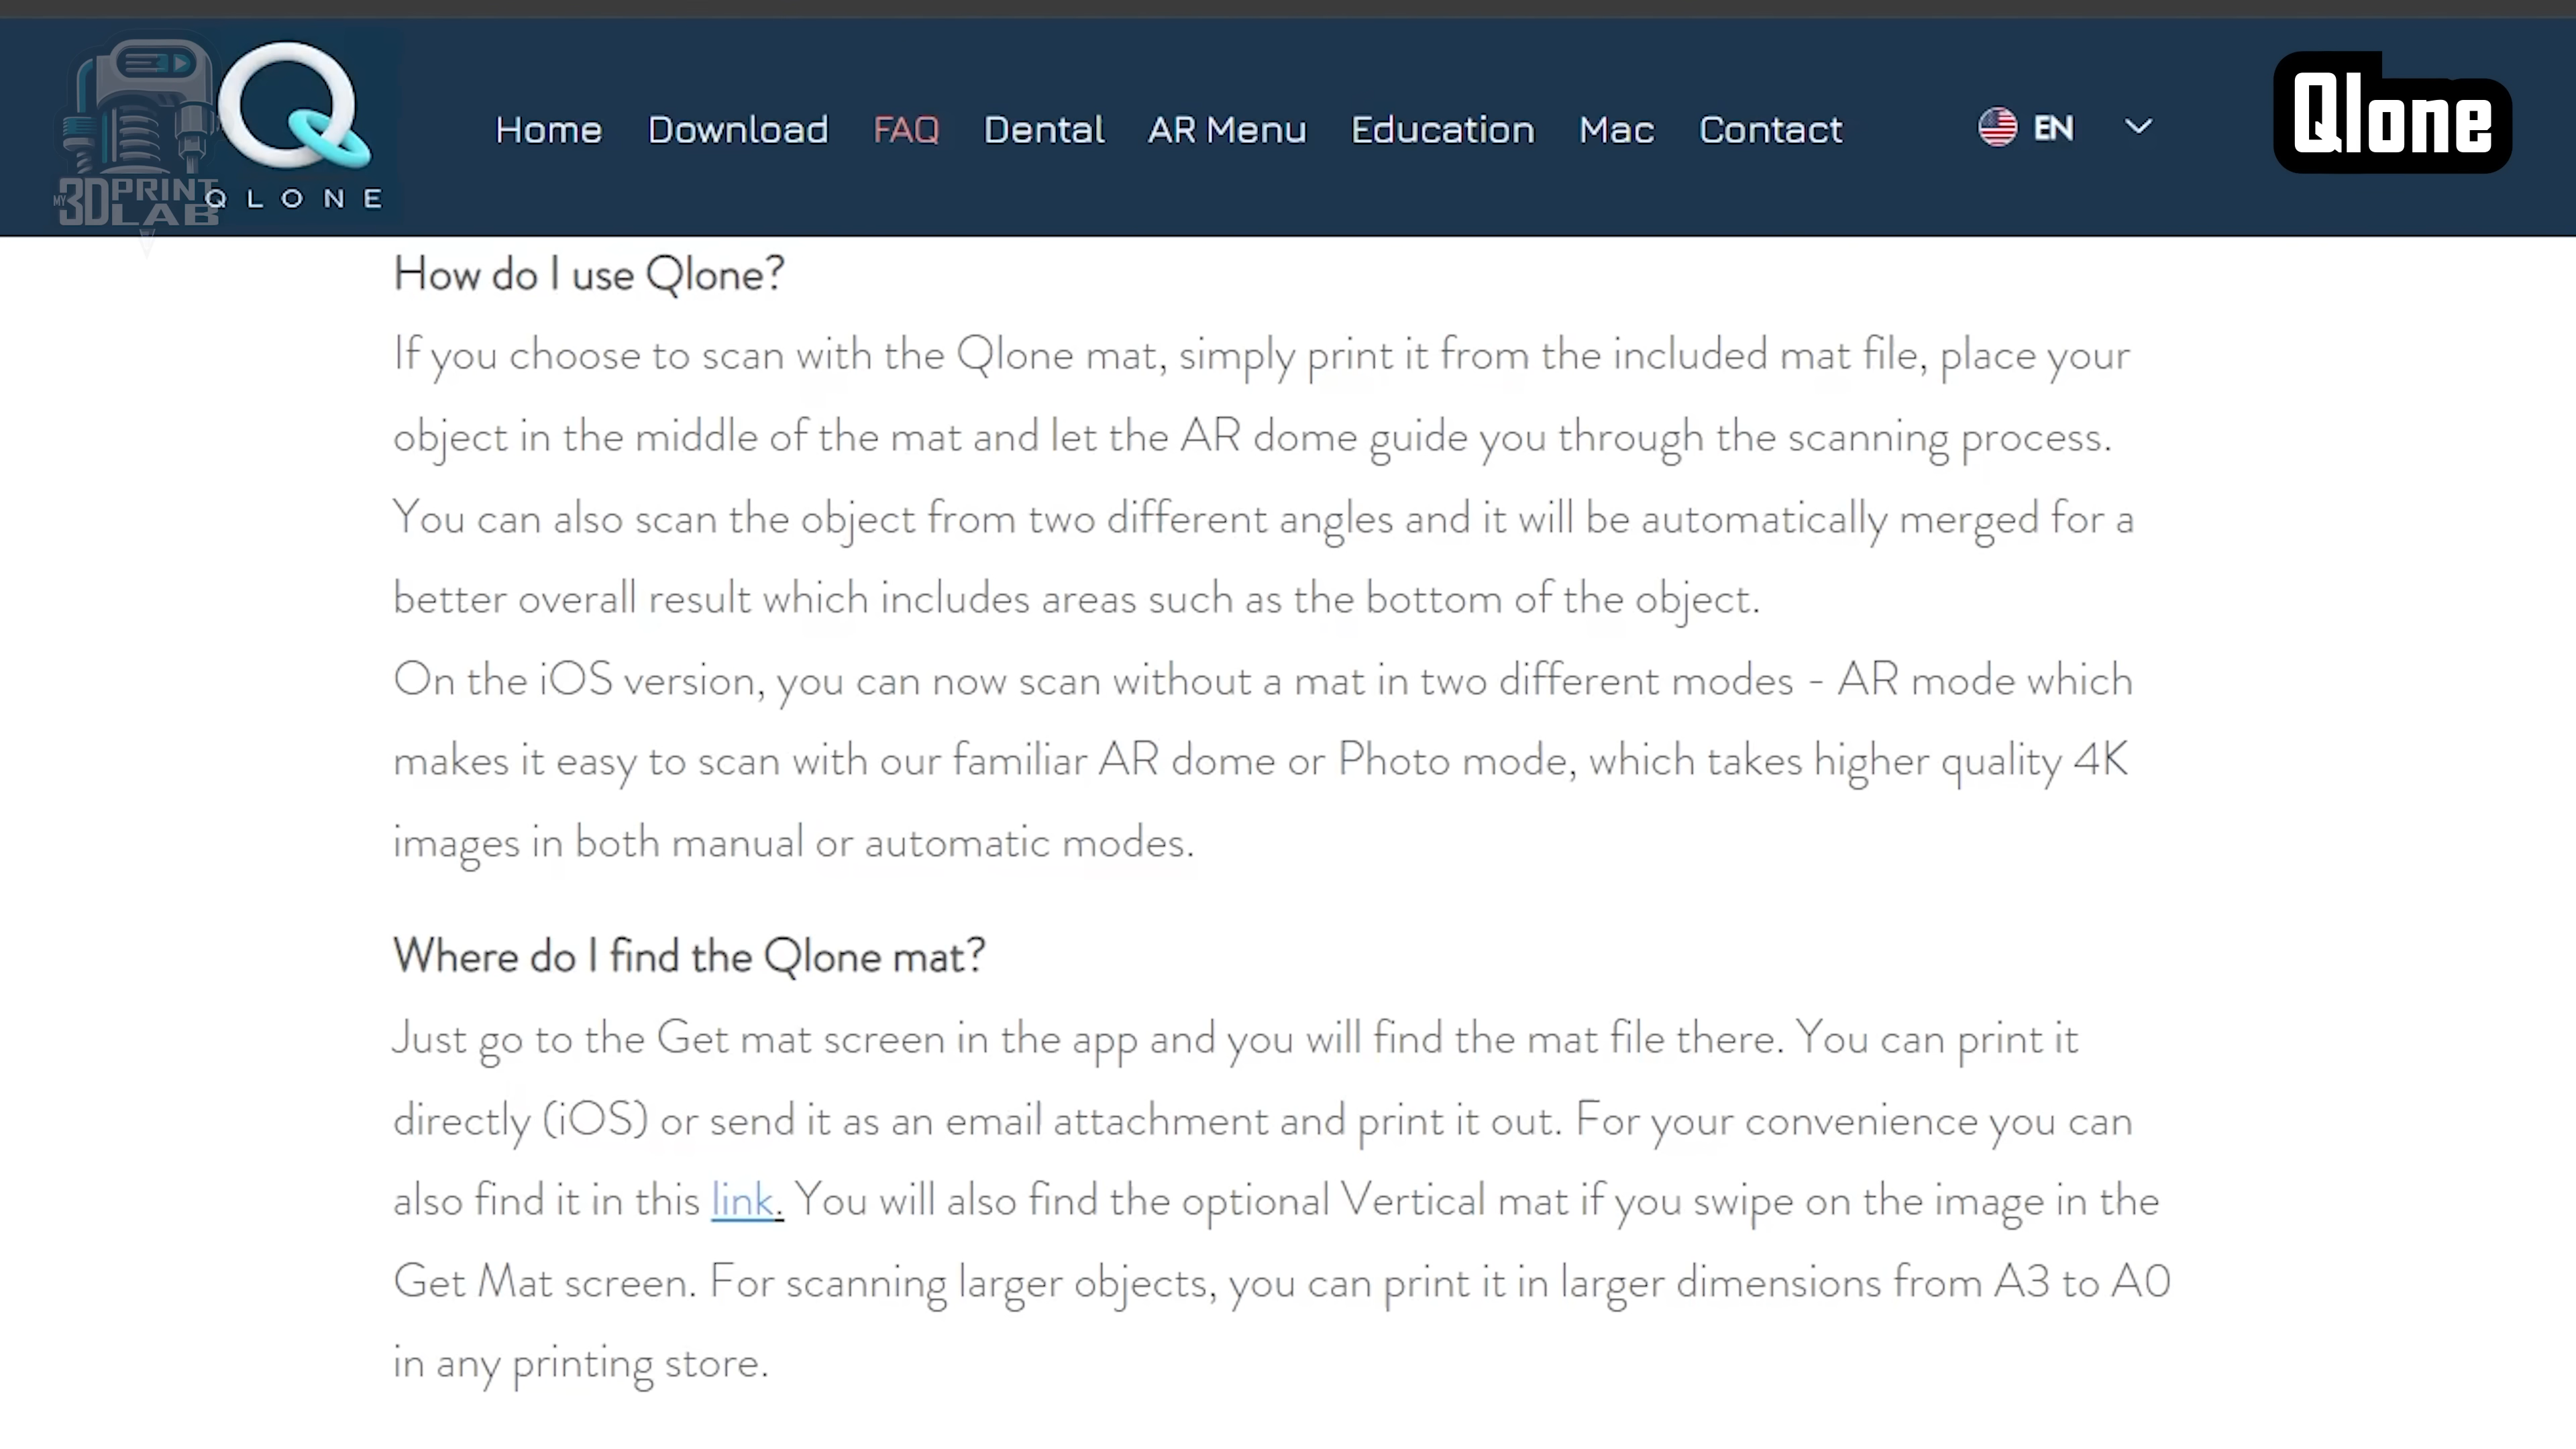 MY 3DPRINT LAB
QLONE
Home Download FAQ Dental AR Menu Education Mac Contact EN
Qlone
How do I use Qlone?
If you choose to scan with the Qlone mat, simply print it from the included mat file, place your
object in the middle of the mat and let the AR dome guide you through the scanning process.
You can also scan the object from two different angles and it will be automatically merged for a
better overall result which includes areas such as the bottom of the object.
On the iOS version, you can now scan without a mat in two different modes - AR mode which
makes it easy to scan with our familiar AR dome or Photo mode, which takes higher quality 4K
images in both manual or automatic modes.
Where do I find the Qlone mat?
Just go to the Get mat screen in the app and you will find the mat file there. You can print it
directly (iOS) or send it as an email attachment and print it out. For your convenience you can
also find it in this link. You will also find the optional Vertical mat if you swipe on the image in the
Get Mat screen. For scanning larger objects, you can print it in larger dimensions from A3 to A0
in any printing store.